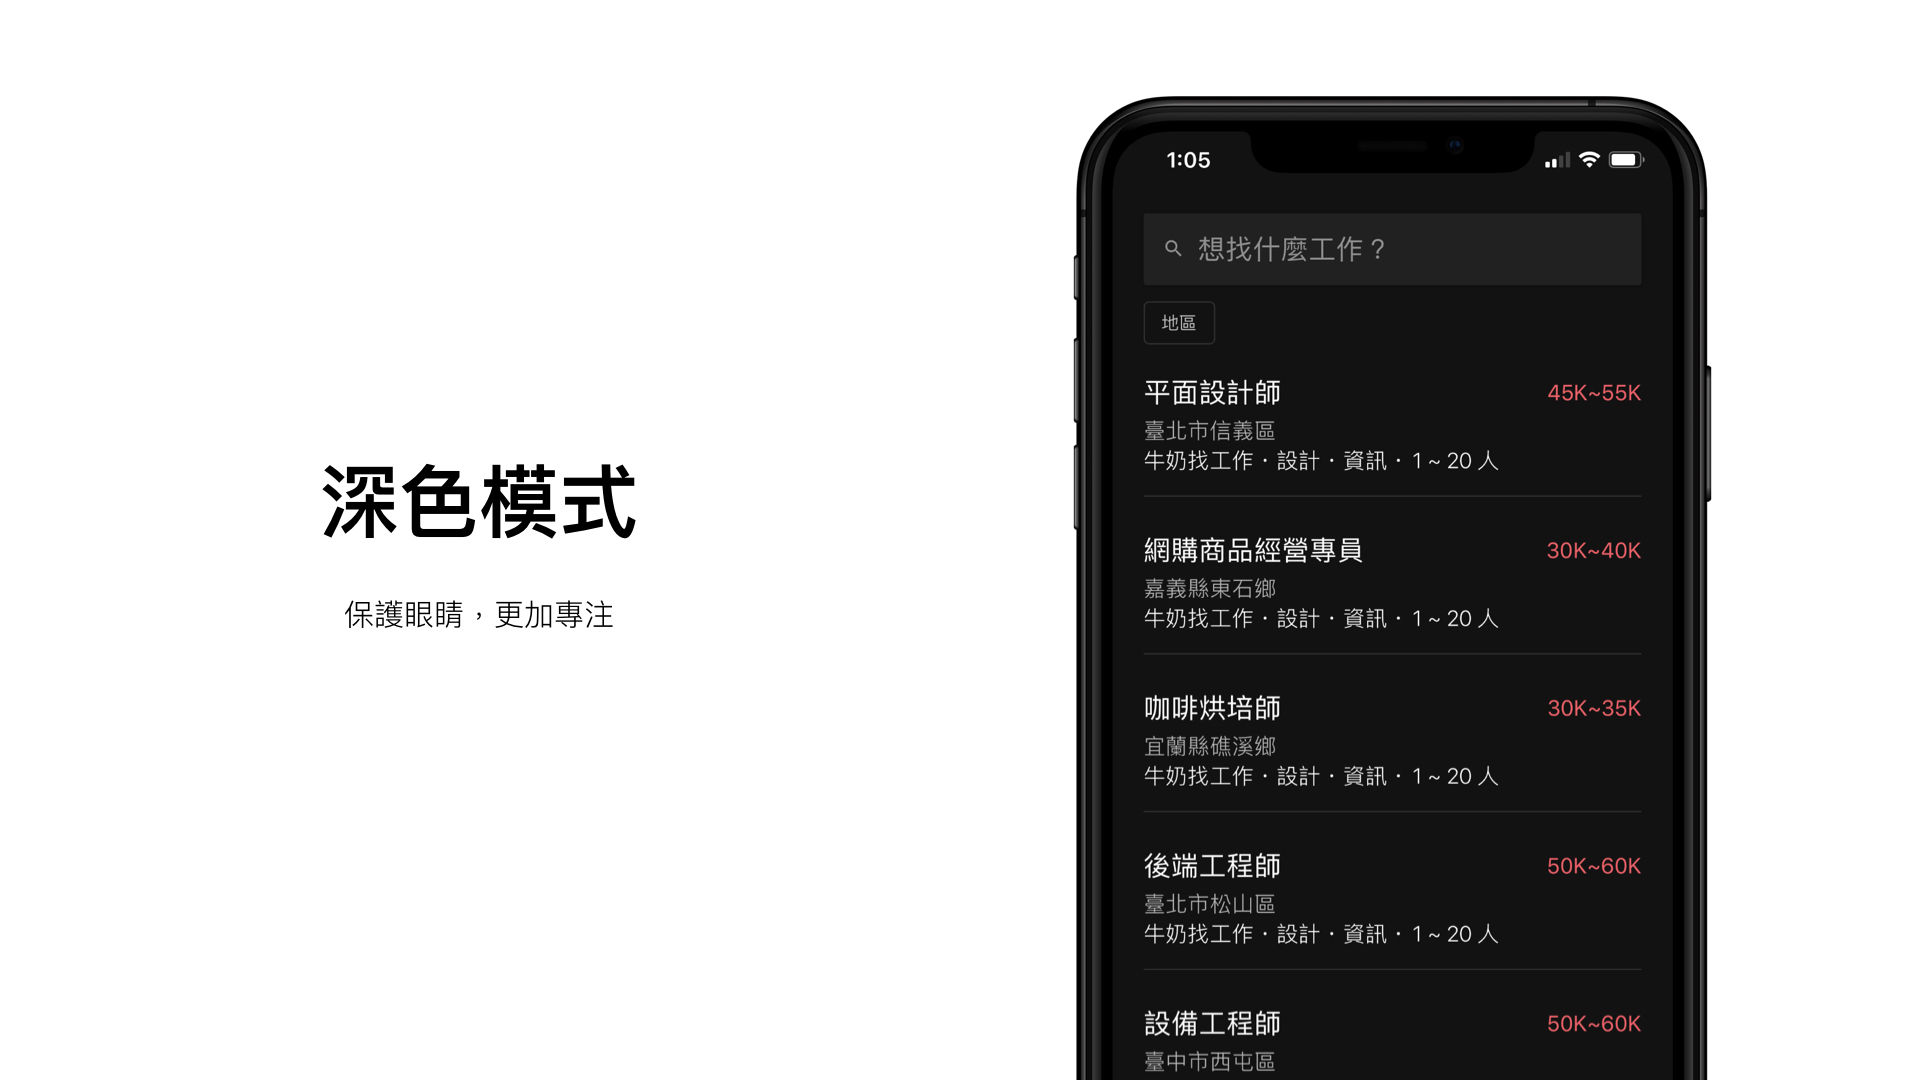 深色模式
保護眼睛，更加專注
1:05
想找什麼工作？
地區
平面設計師 45K~55K
臺北市信義區
牛奶找工作・設計・資訊・1 ~ 20 人
網購商品經營專員 30K~40K
嘉義縣東石鄉
牛奶找工作・設計・資訊・1 ~ 20 人
咖啡烘培師 30K~35K
宜蘭縣礁溪鄉
牛奶找工作・設計・資訊・1 ~ 20 人
後端工程師 50K~60K
臺北市松山區
牛奶找工作・設計・資訊・1 ~ 20 人
設備工程師 50K~60K
臺中市西屯區